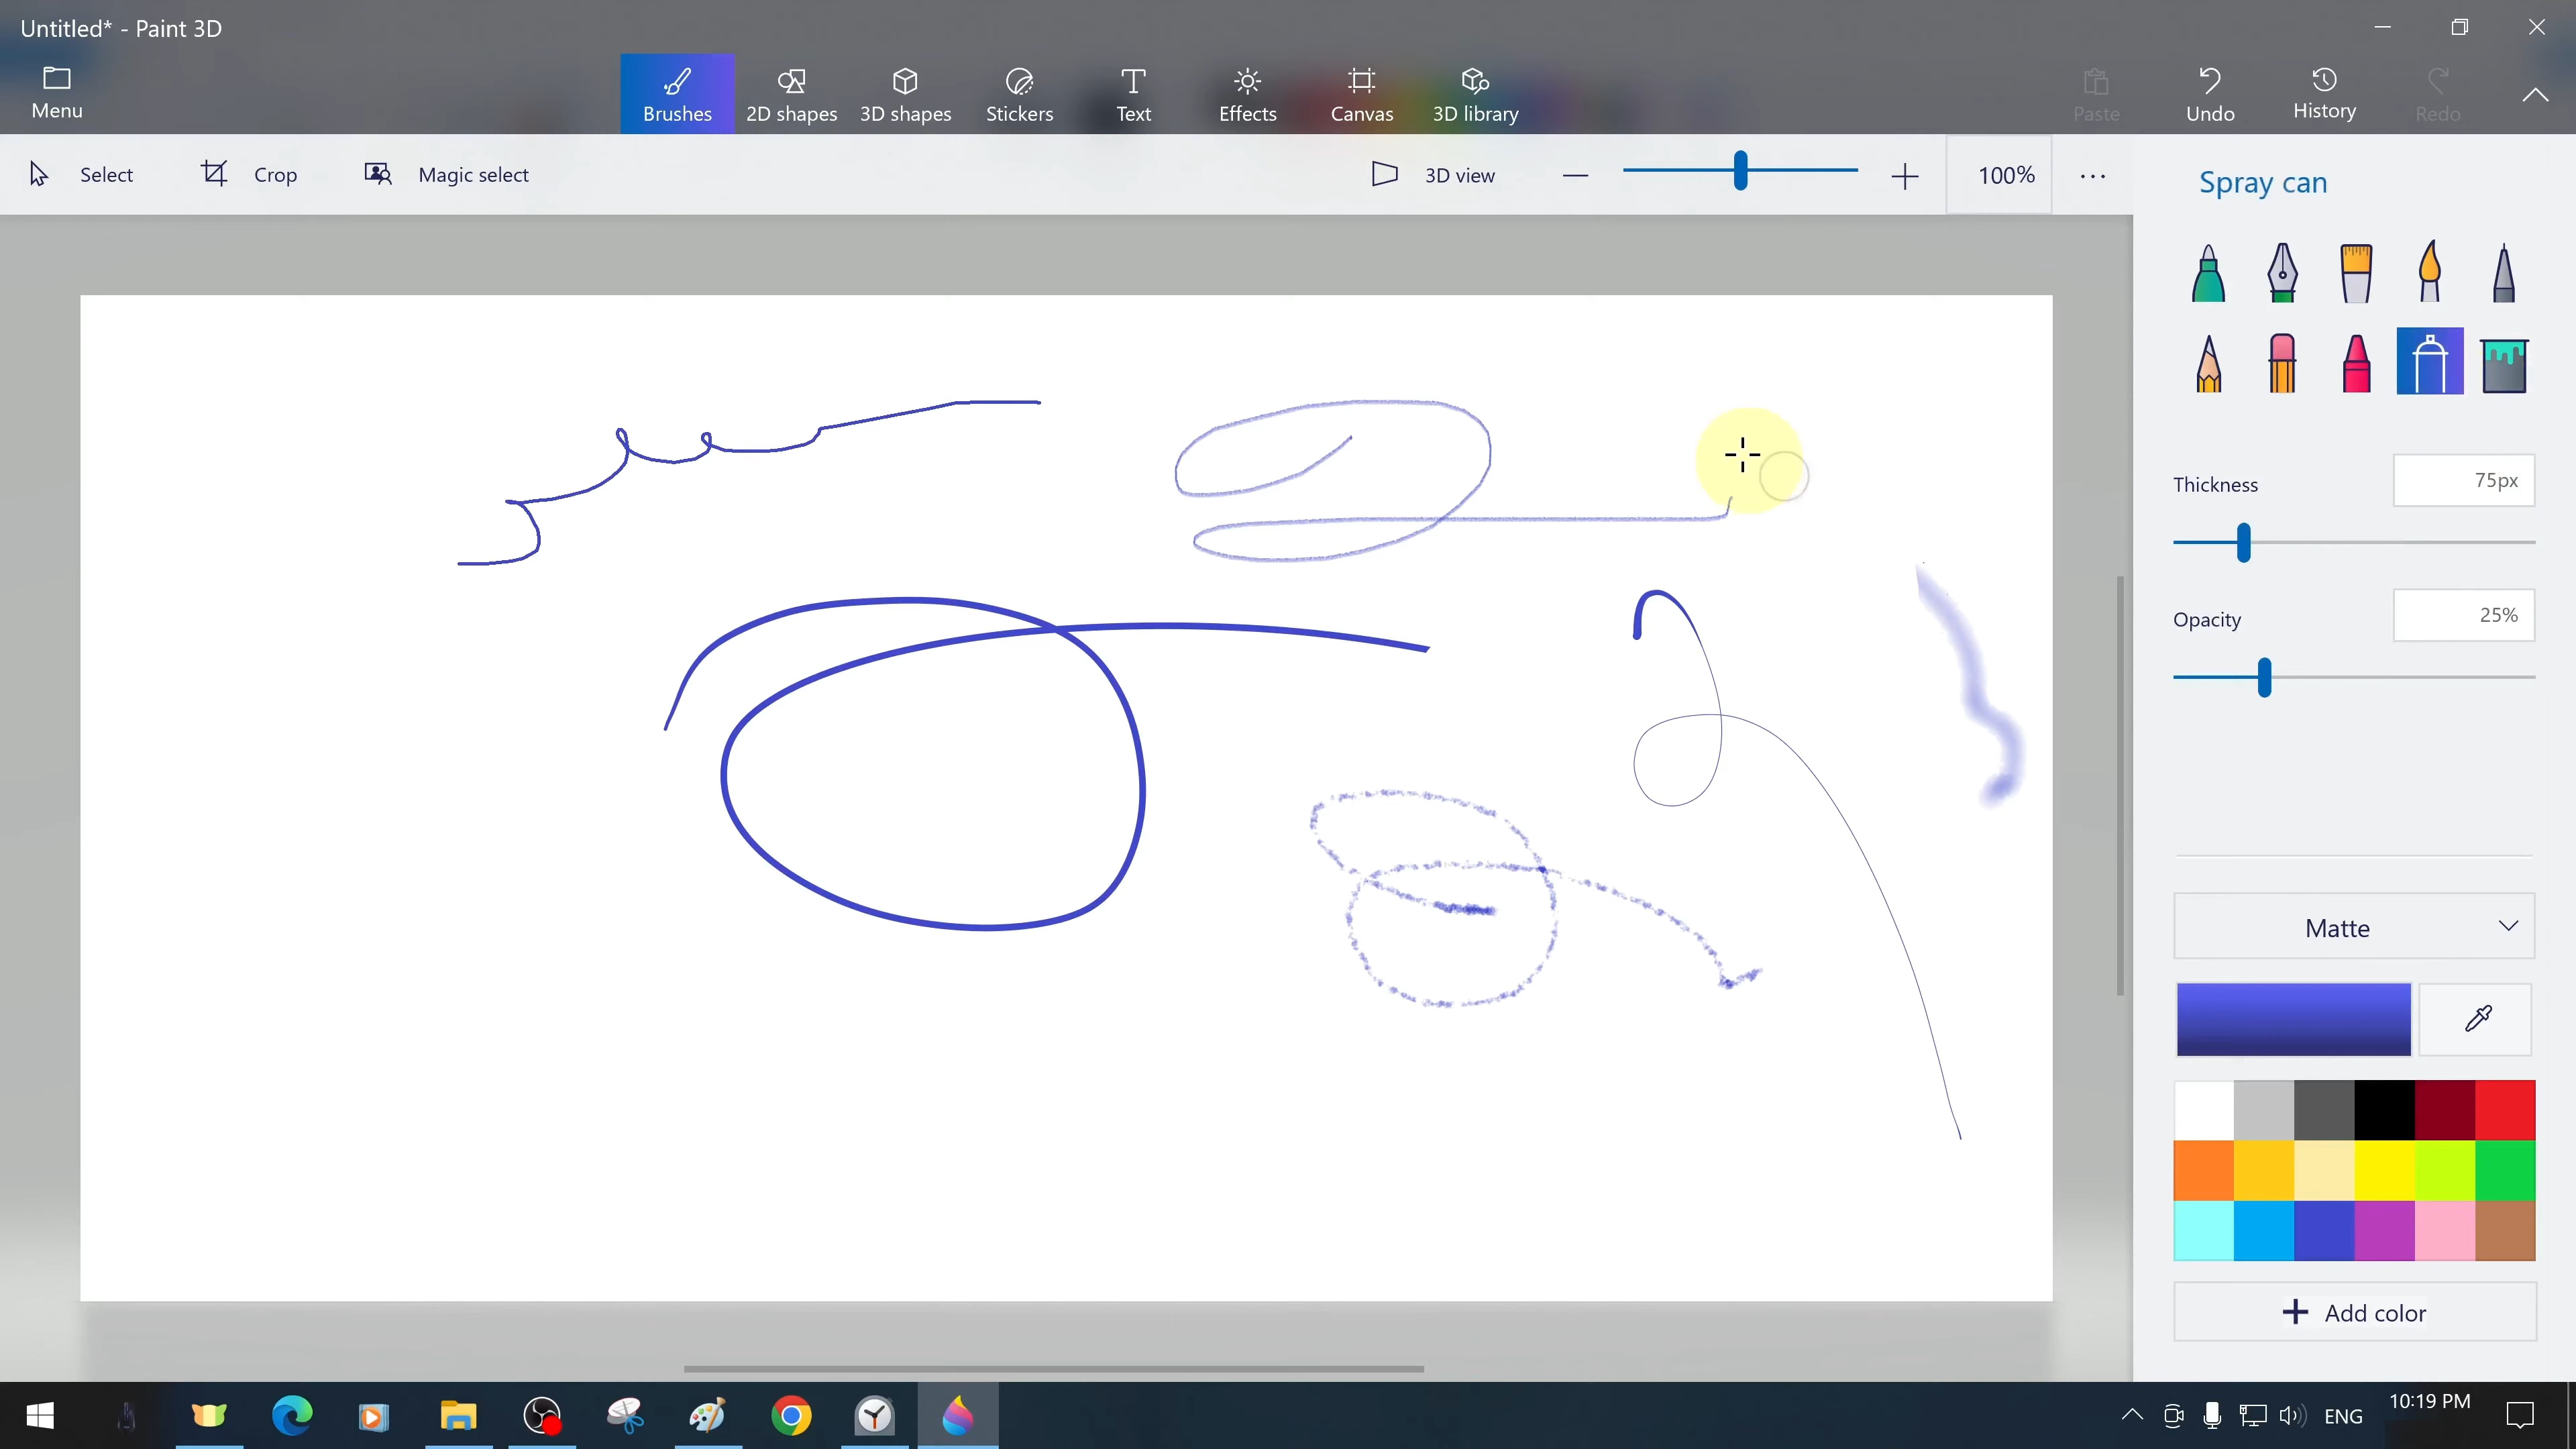 Untitled* - Paint 3D
Menu
Brushes
2D shapes
3D shapes
Stickers
Text
Effects
Canvas
3D library
Paste
Undo
History
Redo
Select
Crop
Magic select
3D view
100%
Spray can
Thickness
75px
Opacity
25%
Matte
Add color
ENG
10:19 PM